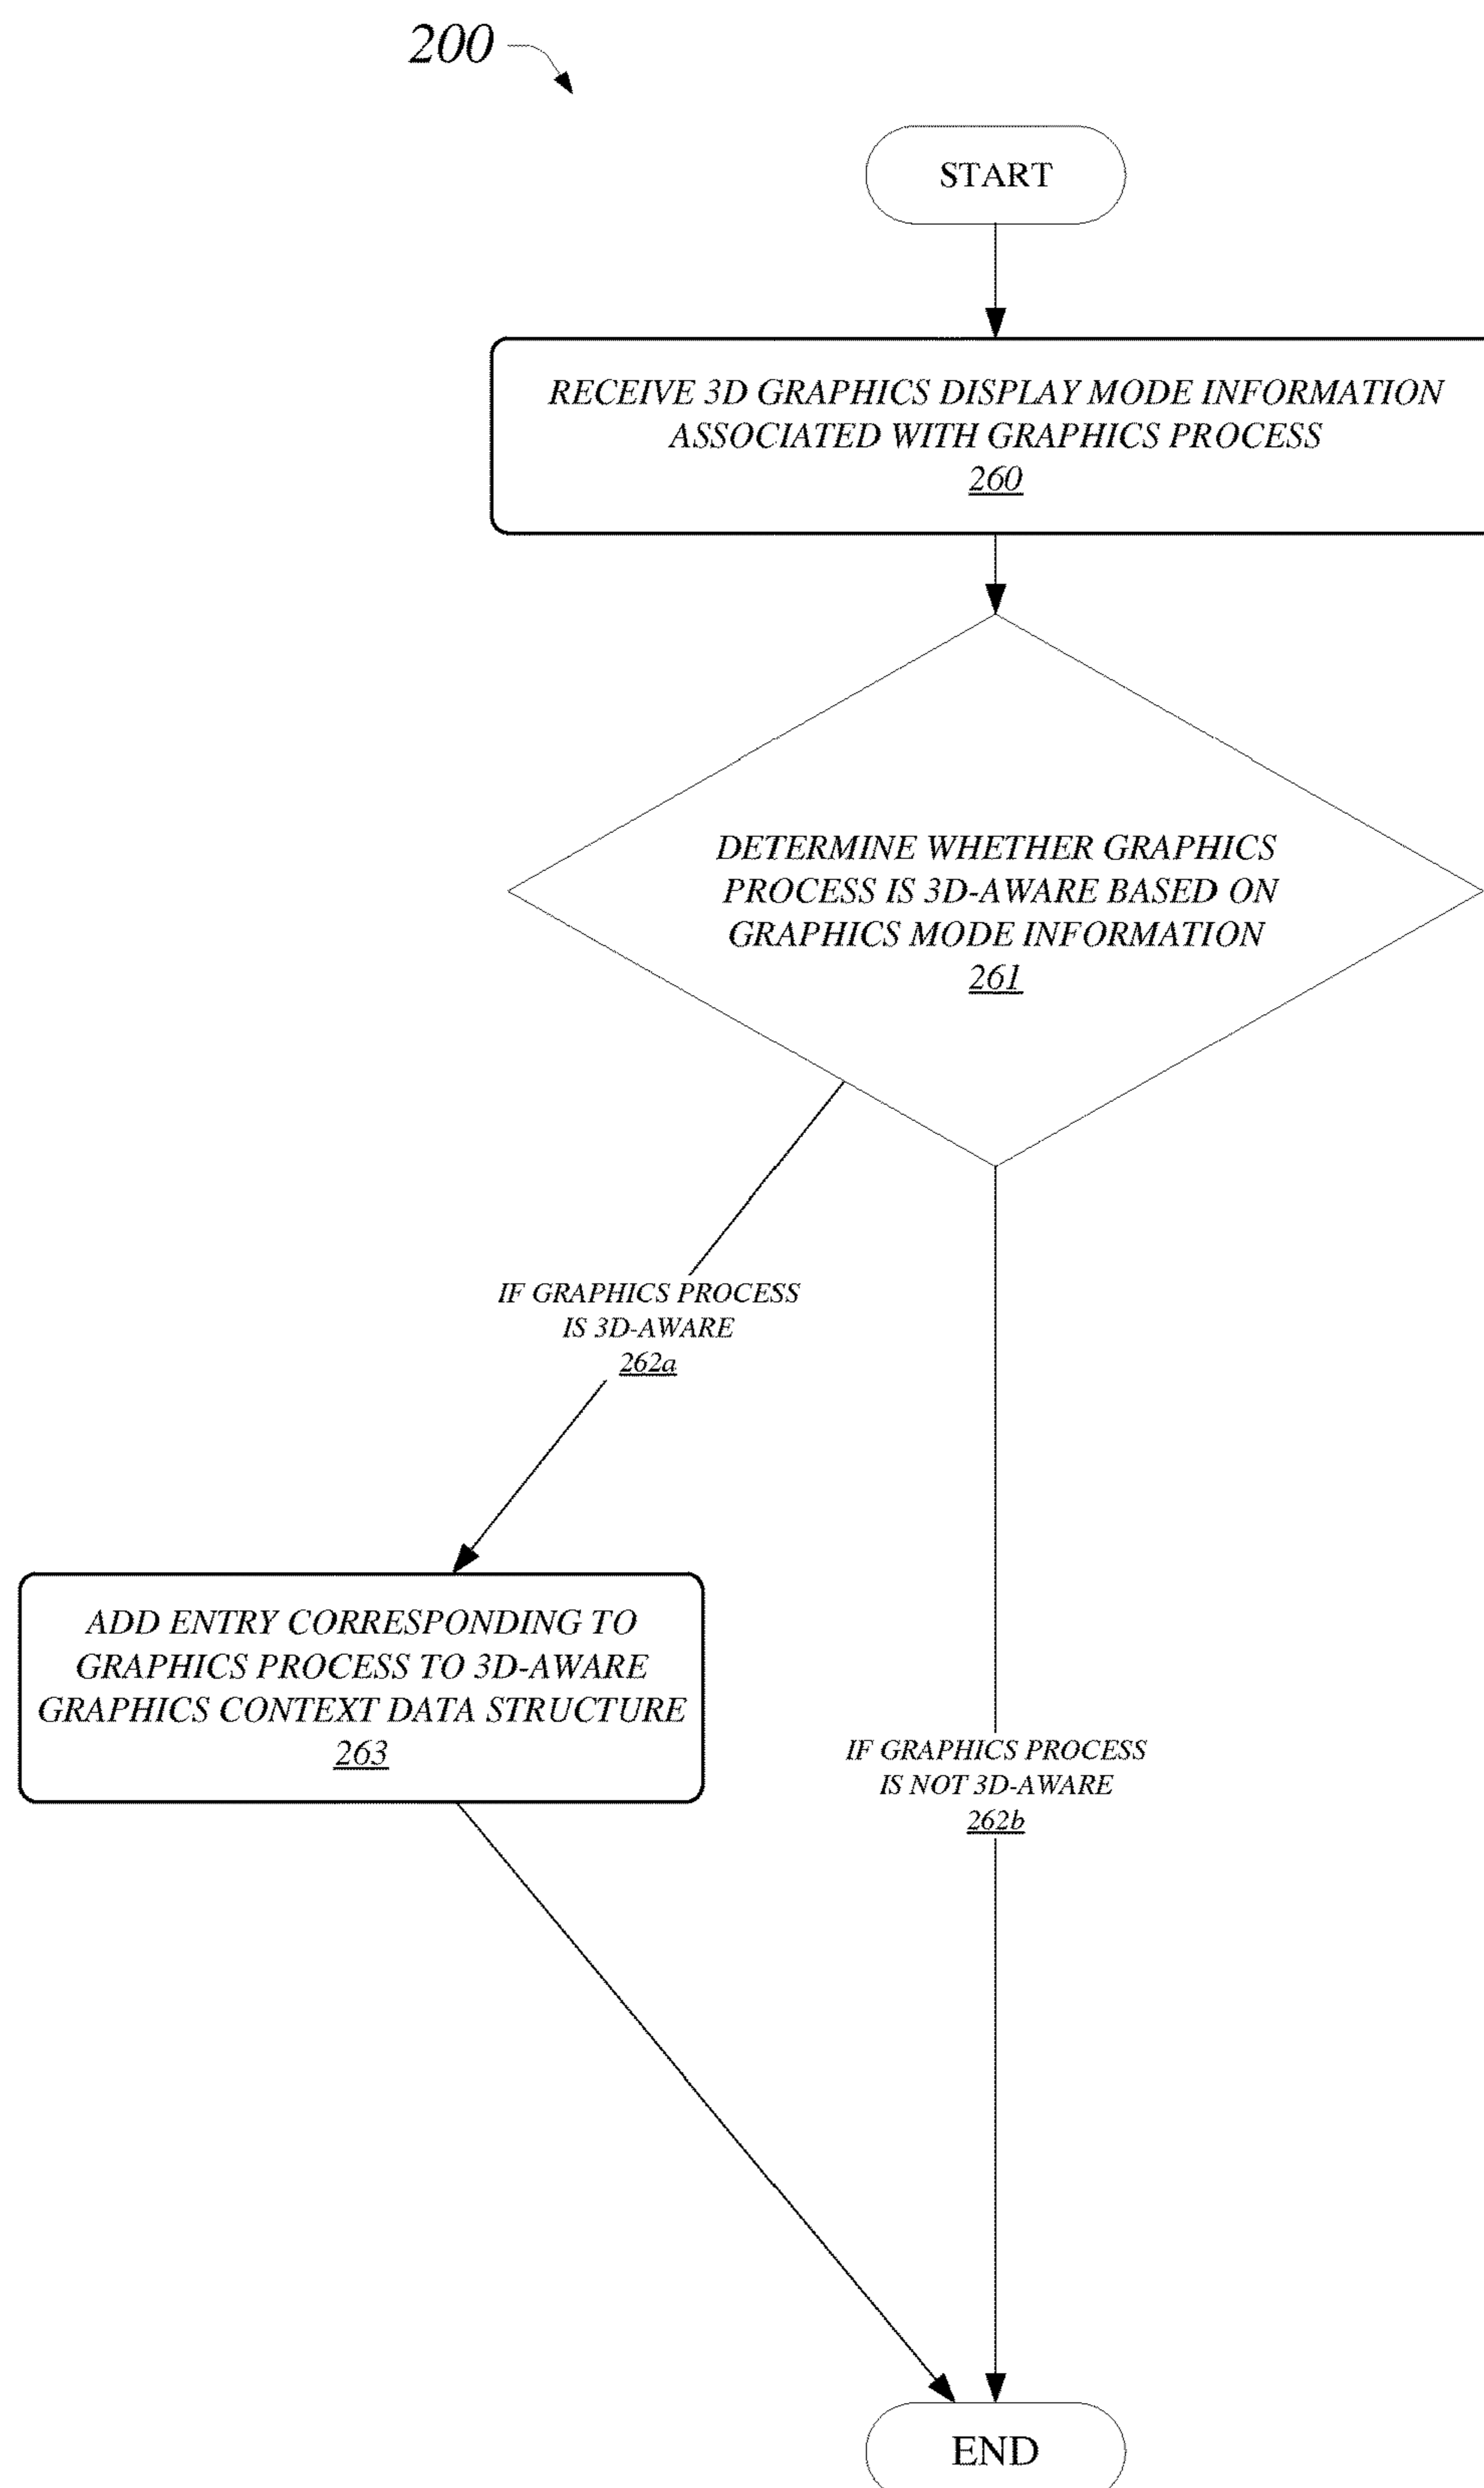 200
START
RECEIVE 3D GRAPHICS DISPLAY MODE INFORMATION
ASSOCIATED WITH GRAPHICS PROCESS
260
DETERMINE WHETHER GRAPHICS
PROCESS IS 3D-AWARE BASED ON
GRAPHICS MODE INFORMATION
261
IF GRAPHICS PROCESS
IS 3D-AWARE
262a
ADD ENTRY CORRESPONDING TO
GRAPHICS PROCESS TO 3D-AWARE
GRAPHICS CONTEXT DATA STRUCTURE
263
IF GRAPHICS PROCESS
IS NOT 3D-AWARE
262b
END